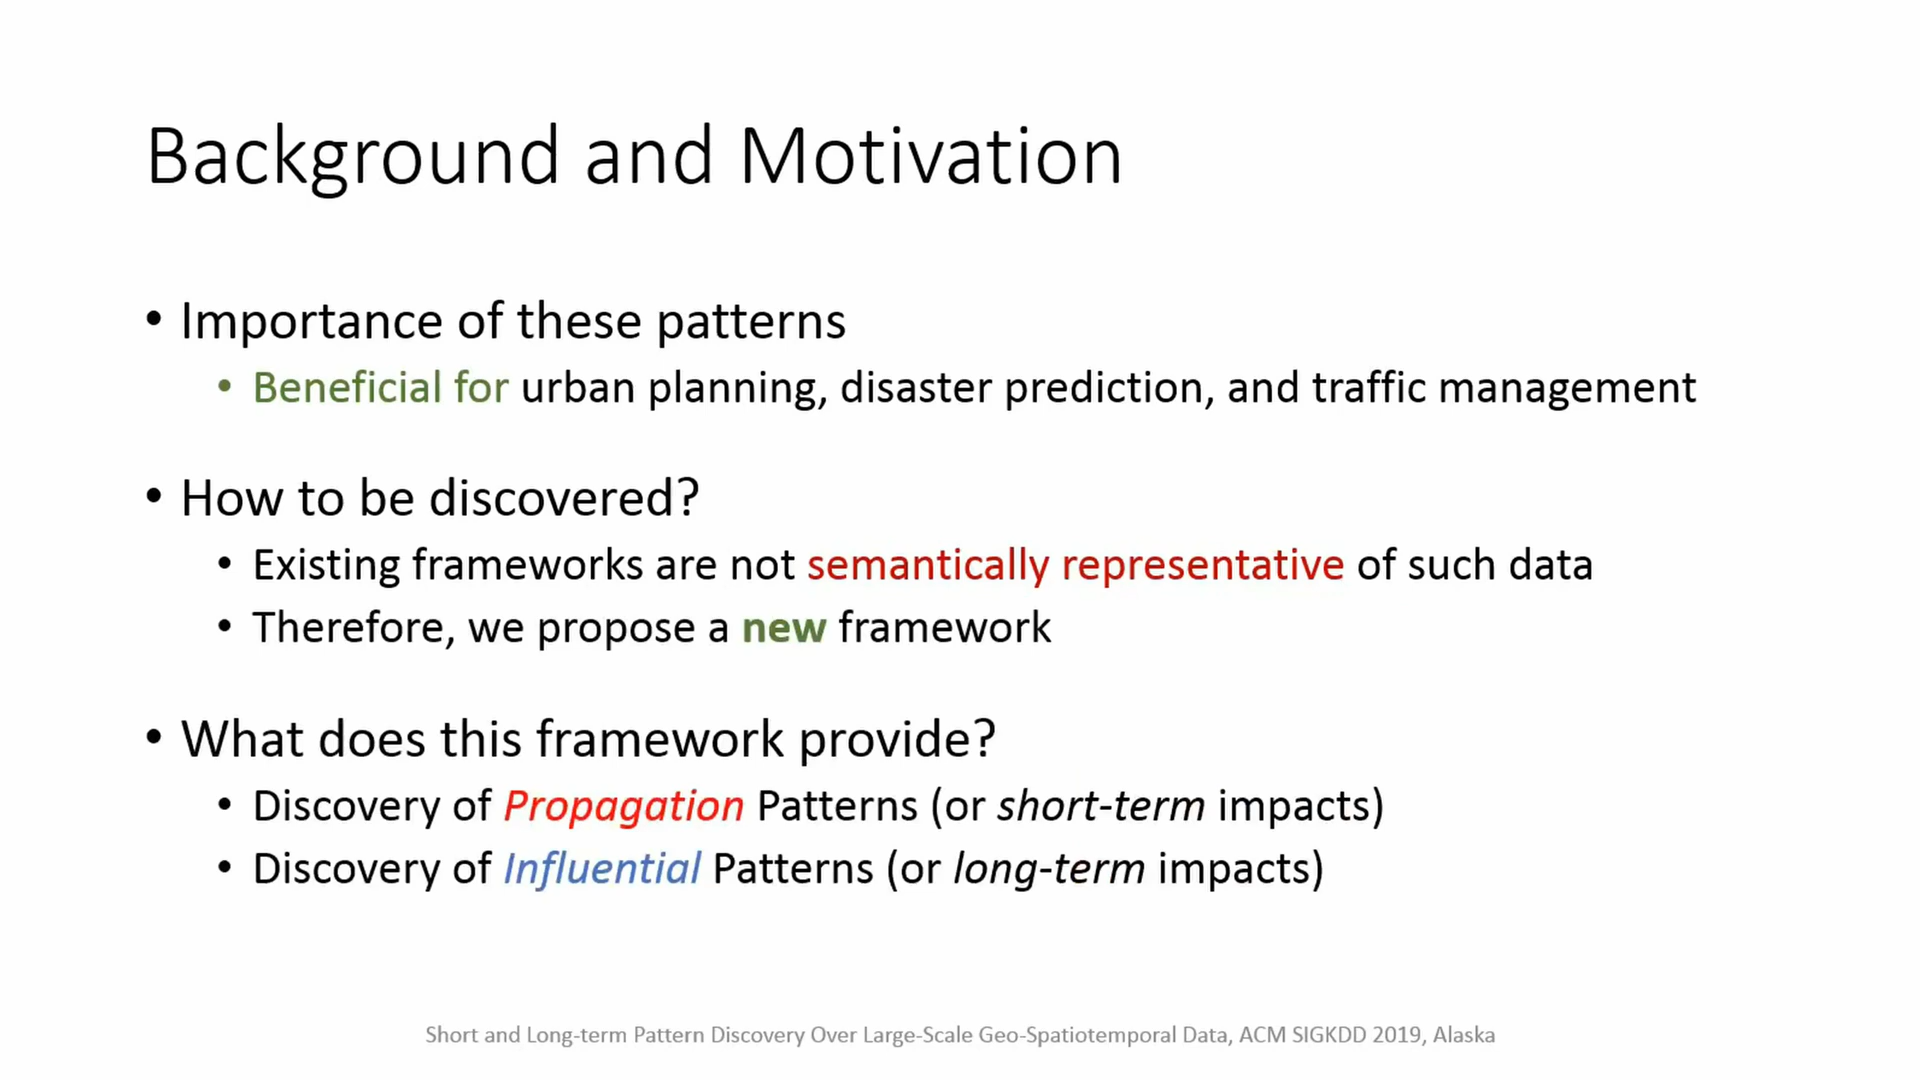 Background and Motivation
• Importance of these patterns
• Beneficial for urban planning, disaster prediction, and traffic management
• How to be discovered?
• Existing frameworks are not semantically representative of such data
• Therefore, we propose a new framework
• What does this framework provide?
• Discovery of Propagation Patterns (or short-term impacts)
• Discovery of Influential Patterns (or long-term impacts)
Short and Long-term Pattern Discovery Over Large-Scale Geo-Spatiotemporal Data, ACM SIGKDD 2019, Alaska